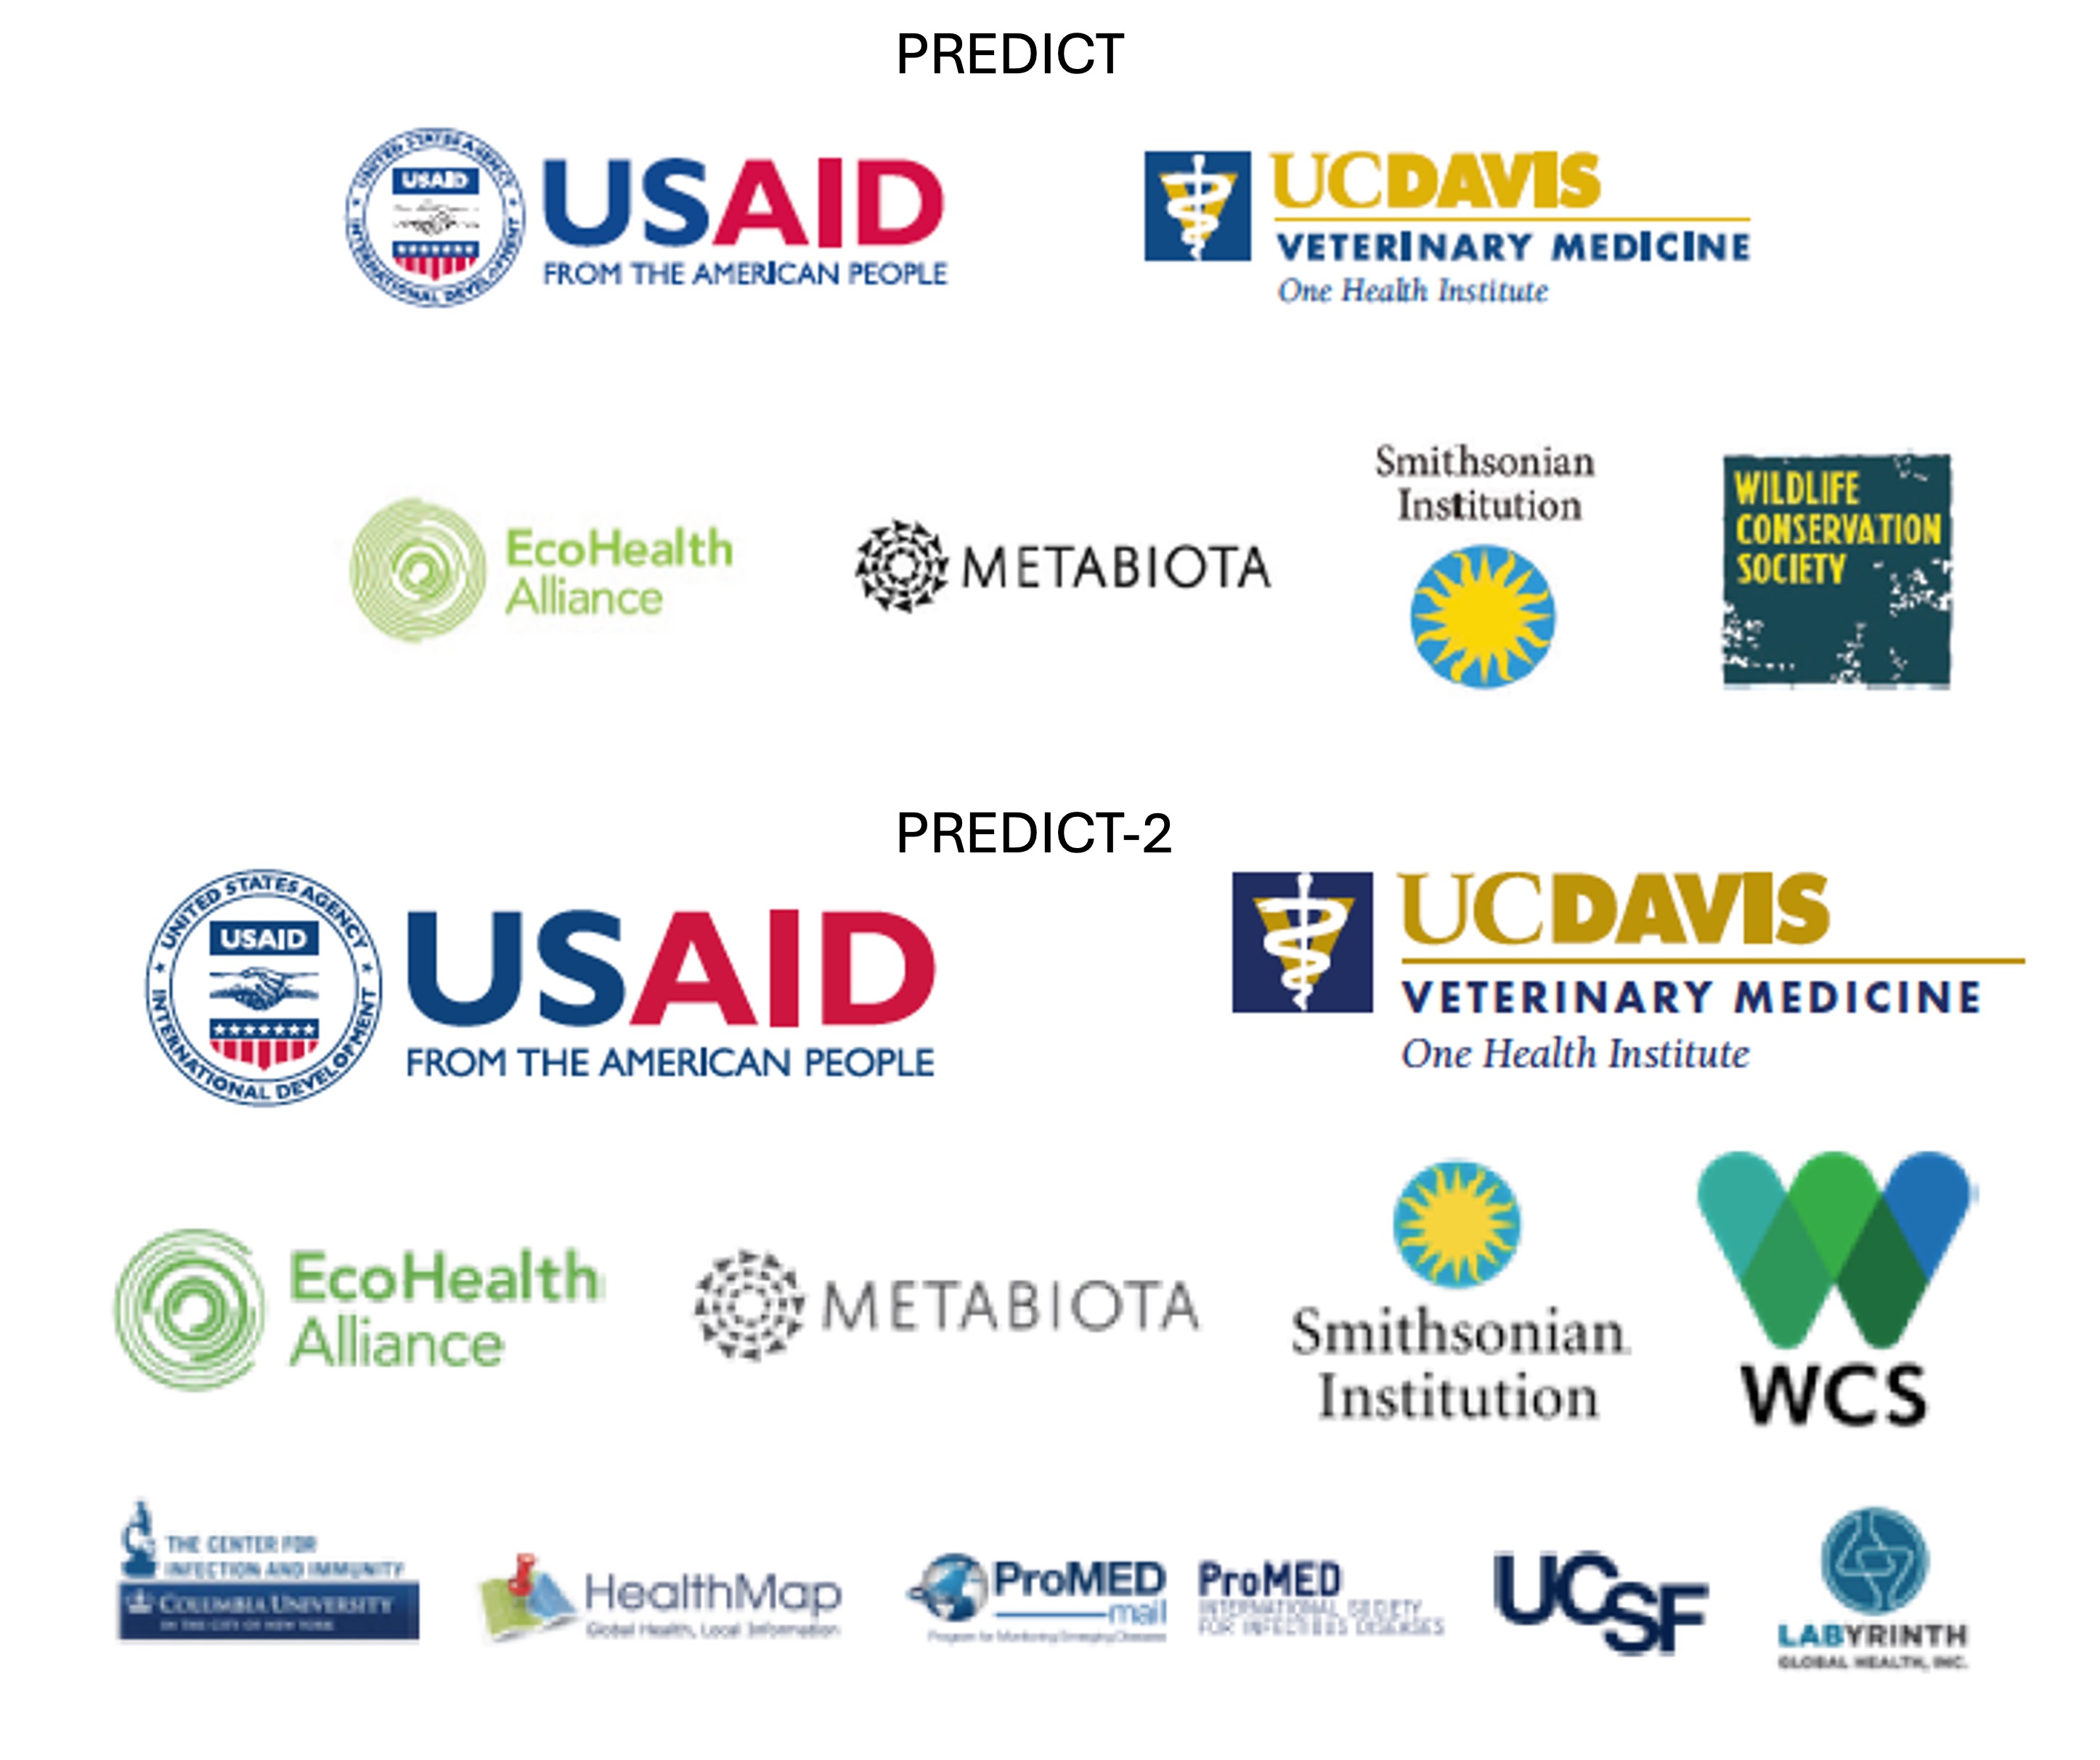 PREDICT
UNITED STATES AGENCY
INTERNATIONAL DEVELOPMENT
USAID
USAID
FROM THE AMERICAN PEOPLE
UCDAVIS
VETERINARY MEDICINE
One Health Institute
EcoHealth
Alliance
METABIOTA
Smithsonian
Institution
WILDLIFE
CONSERVATION
SOCIETY
PREDICT-2
UNITED STATES AGENCY
INTERNATIONAL DEVELOPMENT
USAID
USAID
FROM THE AMERICAN PEOPLE
UCDAVIS
VETERINARY MEDICINE
One Health Institute
EcoHealth
Alliance
METABIOTA
Smithsonian
Institution
WCS
THE CENTER FOR
INFECTION AND IMMUNITY
COLUMBIA UNIVERSITY
IN THE CITY OF NEW YORK
HealthMap
Global Health, Local Information
ProMED
mail
Program for Monitoring Emerging Diseases
ProMED
INTERNATIONAL SOCIETY
FOR INFECTIOUS DISEASES
UCSF
LABYRINTH
GLOBAL HEALTH, INC.